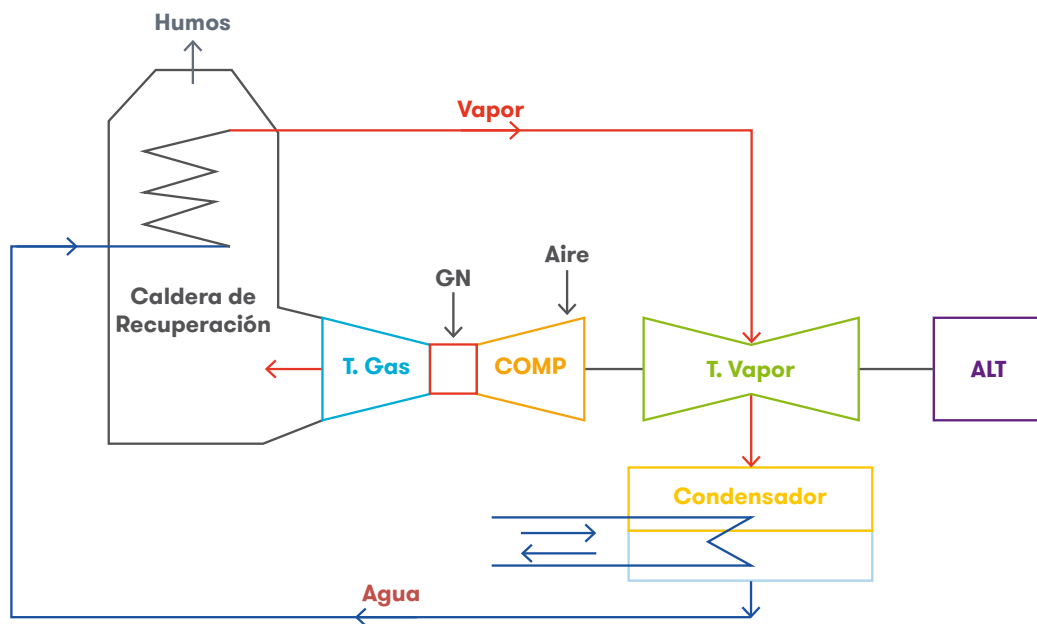 Humos
Vapor
Aire
GN
Caldera de
Recuperación
T. Gas
COMP
T. Vapor
ALT
Condensador
Agua